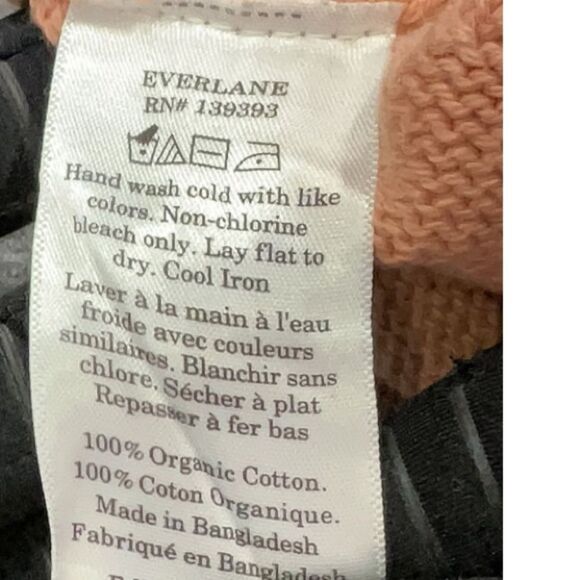 EVERLANE
RN# 139393
Hand wash cold with like
colors. Non-chlorine
bleach only. Lay flat to
dry. Cool Iron
Laver à la main à l'eau
froide avec couleurs
similaires. Blanchir sans
chlore. Sécher à plat
Repasser à fer bas
100% Organic Cotton.
100% Coton Organique.
Made in Bangladesh
Fabriqué en Bangladesh